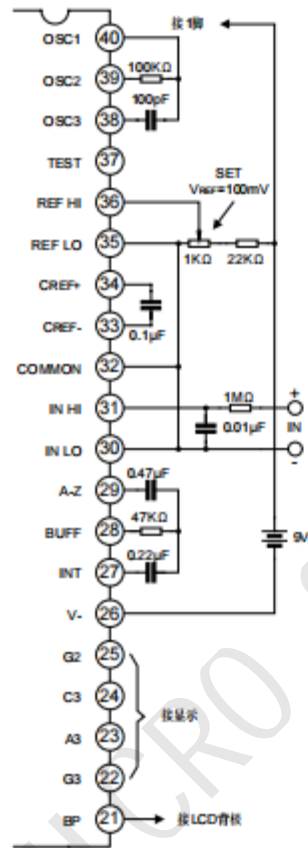 OSC1 40 接1脚
OSC2 39 100KΩ
100pF
OSC3 38
TEST 37
SET
VREF=100mV
REF HI 36
REF LO 35
1KΩ 22KΩ
CREF+ 34
CREF- 33
0.1μF
COMMON 32
IN HI 31 1MΩ +
0.01μF IN
IN LO 30 -
0.47μF
A-Z 29
BUFF 28 47KΩ
0.22μF
9V
INT 27
V- 26
G2 25
C3 24
接显示
A3 23
G3 22
BP 21 接LCD背极